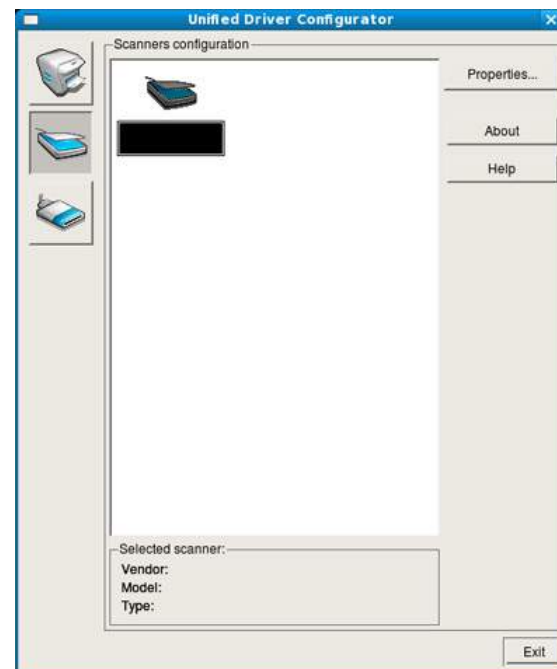 Unified Driver Configurator
Scanners configuration
Properties...
About
Help
Selected scanner:
Vendor:
Model:
Type:
Exit